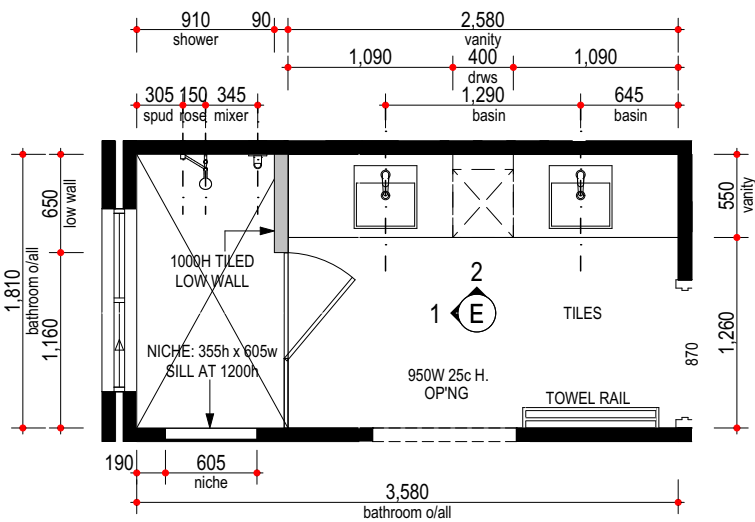 910 90 2,580
shower vanity
1,090 400 1,090
drws
305 150 345 1,290 645
spud rose mixer basin basin
650
low wall
550
vanity
1,810
bathroom o/all
1,160
1000H TILED
LOW WALL
2
1 E
TILES
NICHE: 355h x 605w
SILL AT 1200h
950W 25c H.
OP'NG
TOWEL RAIL
870
1,260
190 605
niche
3,580
bathroom o/all